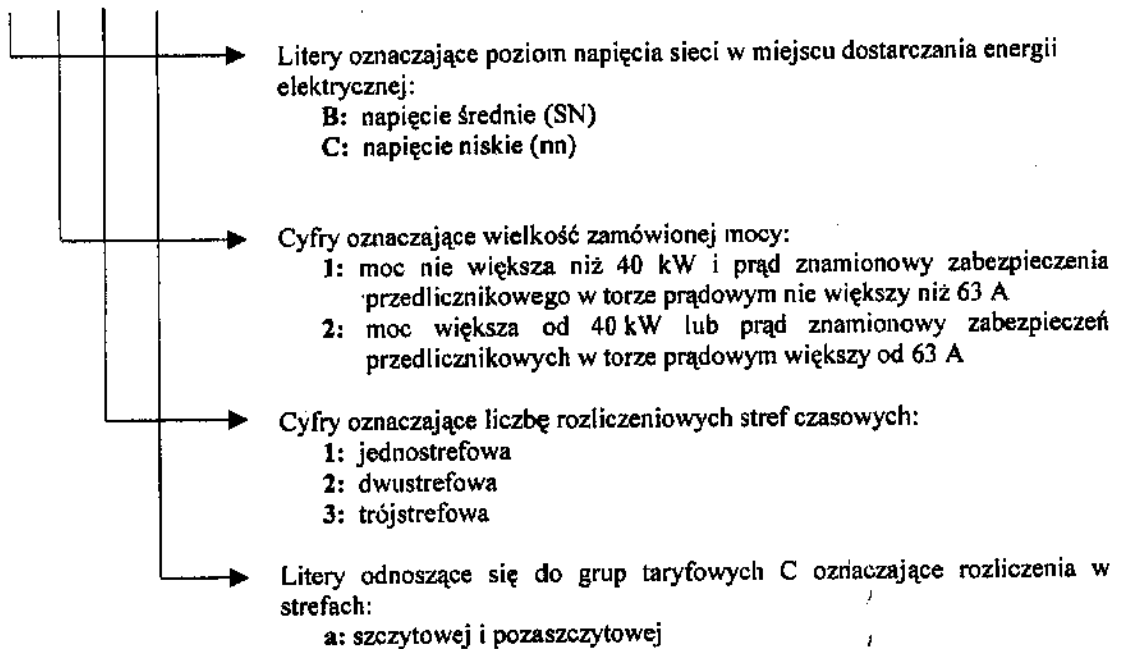 Litery oznaczające poziom napięcia sieci w miejscu dostarczania energii
elektrycznej:
B: napięcie średnie (SN)
C: napięcie niskie (nn)
Cyfry oznaczające wielkość zamówionej mocy:
1: moc nie większa niż 40 kW i prąd znamionowy zabezpieczenia
przedlicznikowego w torze prądowym nie większy niż 63 A
2: moc większa od 40 kW lub prąd znamionowy zabezpieczeń
przedlicznikowych w torze prądowym większy od 63 A
Cyfry oznaczające liczbę rozliczeniowych stref czasowych:
1: jednostrefowa
2: dwustrefowa
3: trójstrefowa
Litery odnoszące się do grup taryfowych C oznaczające rozliczenia w
strefach:
a: szczytowej i pozaszczytowej